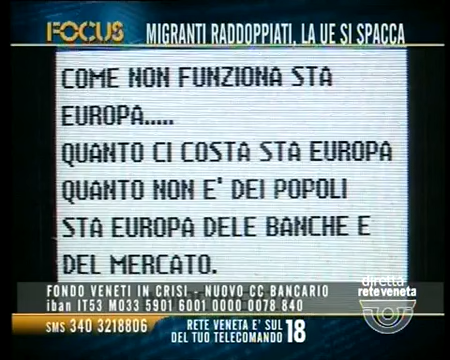 FOCUS MIGRANTI RADDOPPIATI, LA UE SI SPACCA
COME NON FUNZIONA STA
EUROPA.....
QUANTO CI COSTA STA EUROPA
QUANTO NON E' DEI POPOLI
STA EUROPA DELE BANCHE E
DEL MERCATO.
FONDO VENETI IN CRISI - NUOVO CC BANCARIO
iban IT53 M033 5901 6001 0000 0078 840
diretta
reteveneta
SMS 340 3218806
RETE VENETA E' SUL
DEL TUO TELECOMANDO 18